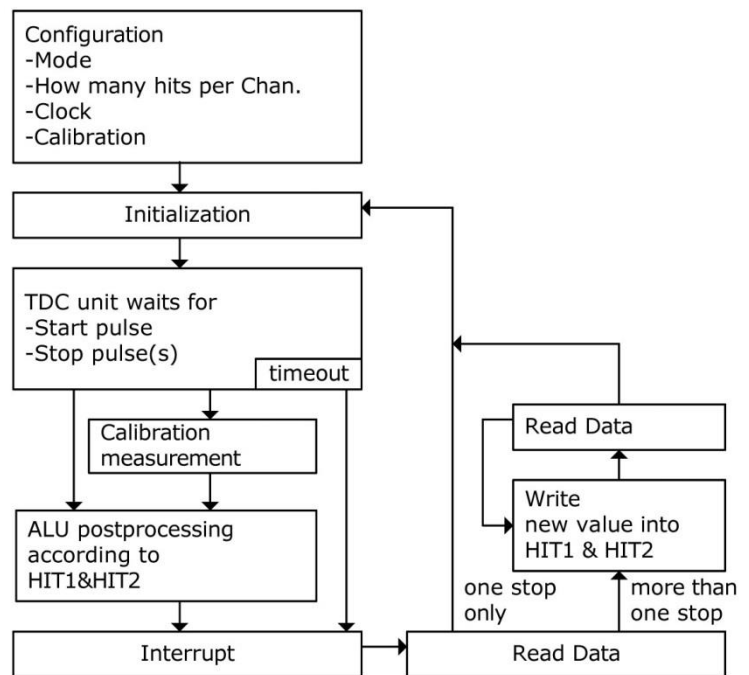 Configuration
-Mode
-How many hits per Chan.
-Clock
-Calibration
Initialization
TDC unit waits for
-Start pulse
-Stop pulse(s)
timeout
Calibration
measurement
ALU postprocessing
according to
HIT1&HIT2
Interrupt
Read Data
Write
new value into
HIT1 & HIT2
one stop
only
more than
one stop
Read Data